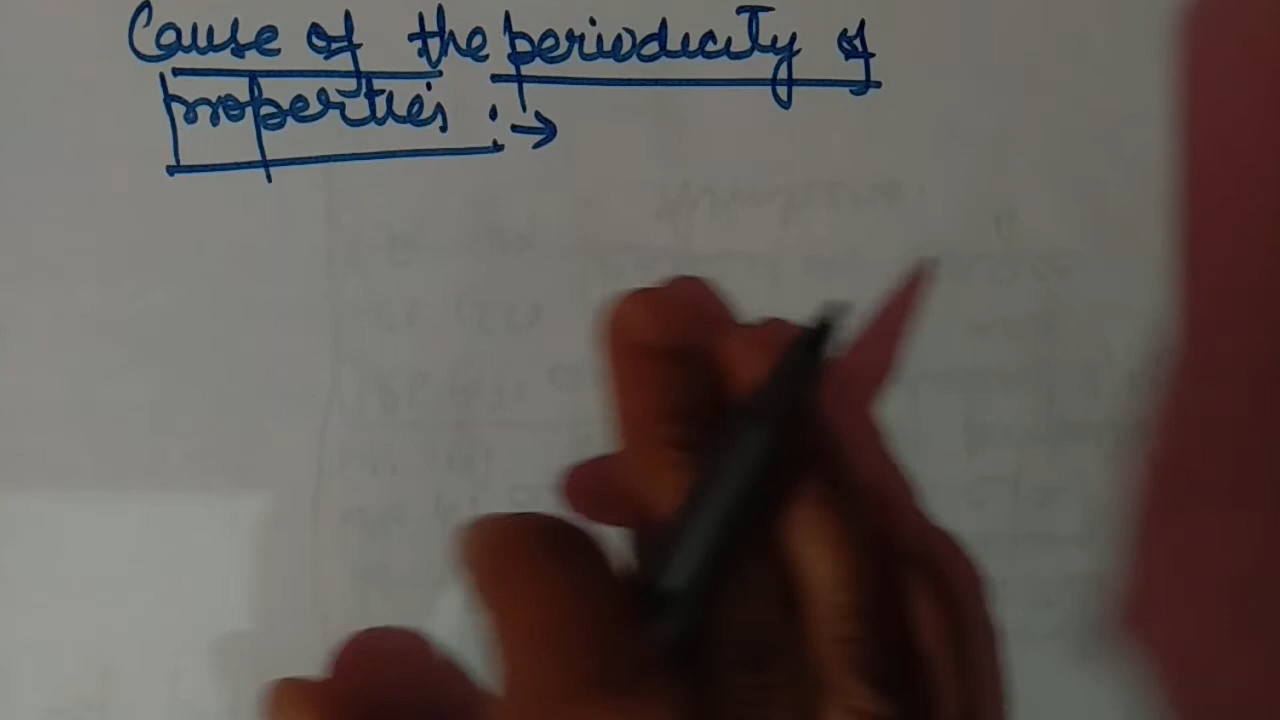 Cause of the periodicity of
properties :→